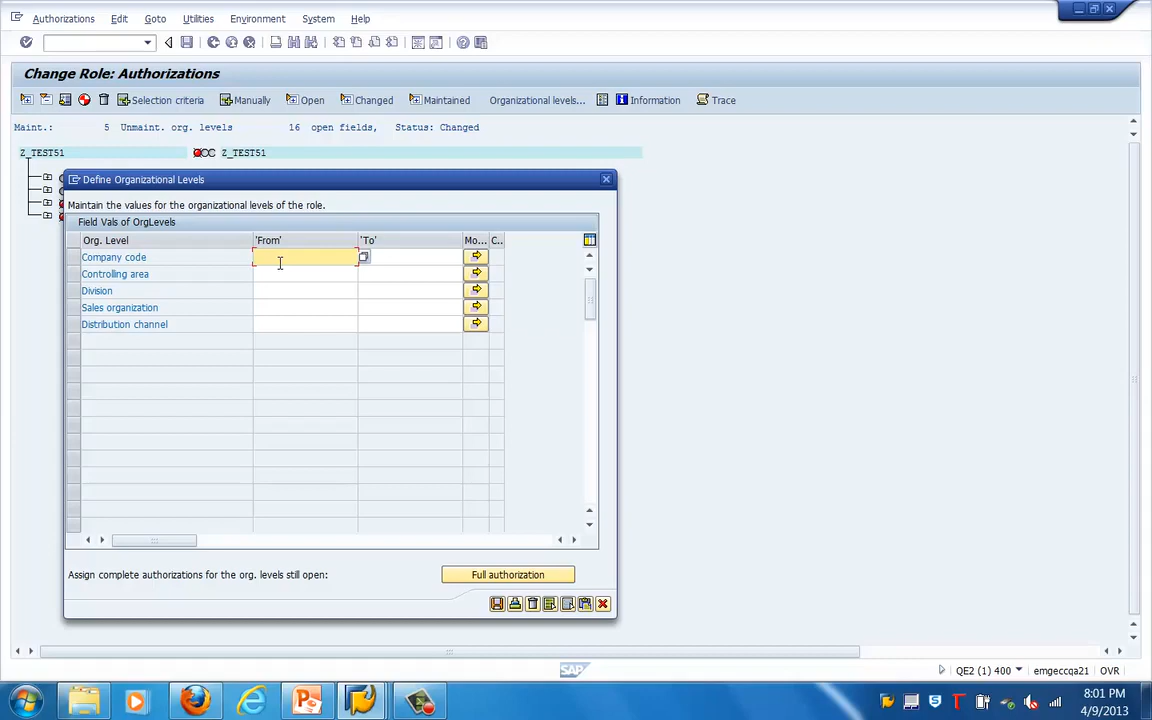 Authorizations Edit Goto Utilities Environment System Help
Change Role: Authorizations
Selection criteria Manually Open Changed Maintained Organizational levels... Information Trace
Maint.: 5 Unmaint. org. levels 16 open fields, Status: Changed
Z_TEST51 Z_TEST51
Define Organizational Levels
Maintain the values for the organizational levels of the role.
Field Vals of OrgLevels
Org. Level 'From' 'To' Mo... C..
Company code
Controlling area
Division
Sales organization
Distribution channel
Assign complete authorizations for the org. levels still open: Full authorization
SAP QE2 (1) 400 emgeccqa21 OVR
8:01 PM
4/9/2013